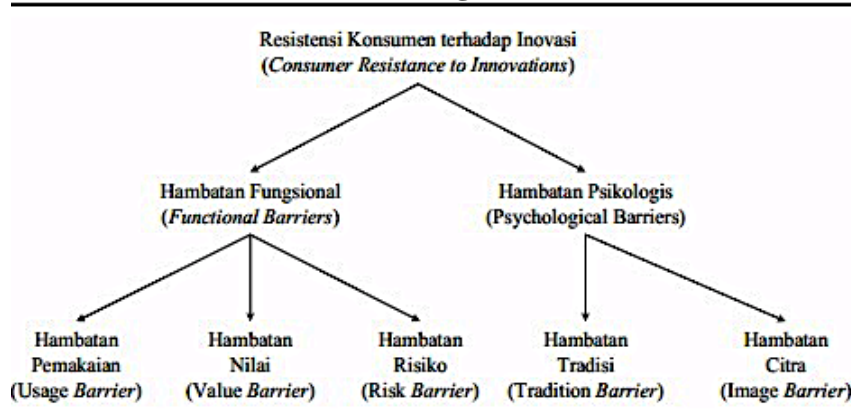 Resistensi Konsumen terhadap Inovasi
(Consumer Resistance to Innovations)
Hambatan Fungsional
(Functional Barriers)
Hambatan Psikologis
(Psychological Barriers)
Hambatan
Pemakaian
(Usage Barrier)
Hambatan
Nilai
(Value Barrier)
Hambatan
Risiko
(Risk Barrier)
Hambatan
Tradisi
(Tradition Barrier)
Hambatan
Citra
(Image Barrier)